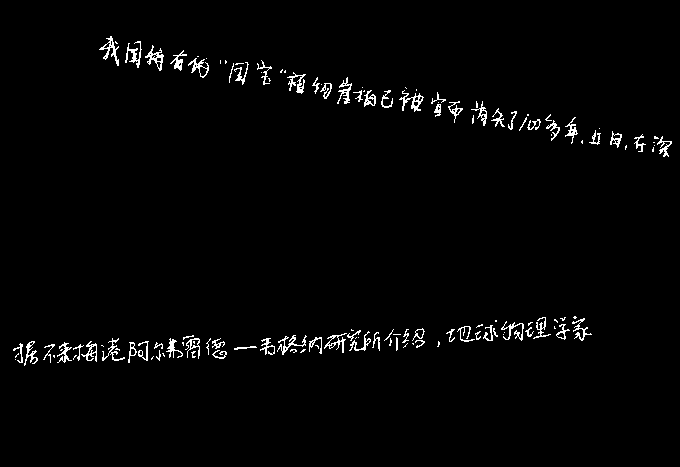 我国特有的“国宝”植物崖柏已被宣布消失了100多年.近日,在深
据不来梅港阿尔弗雷德一韦格纳研究所介绍,地球物理学家